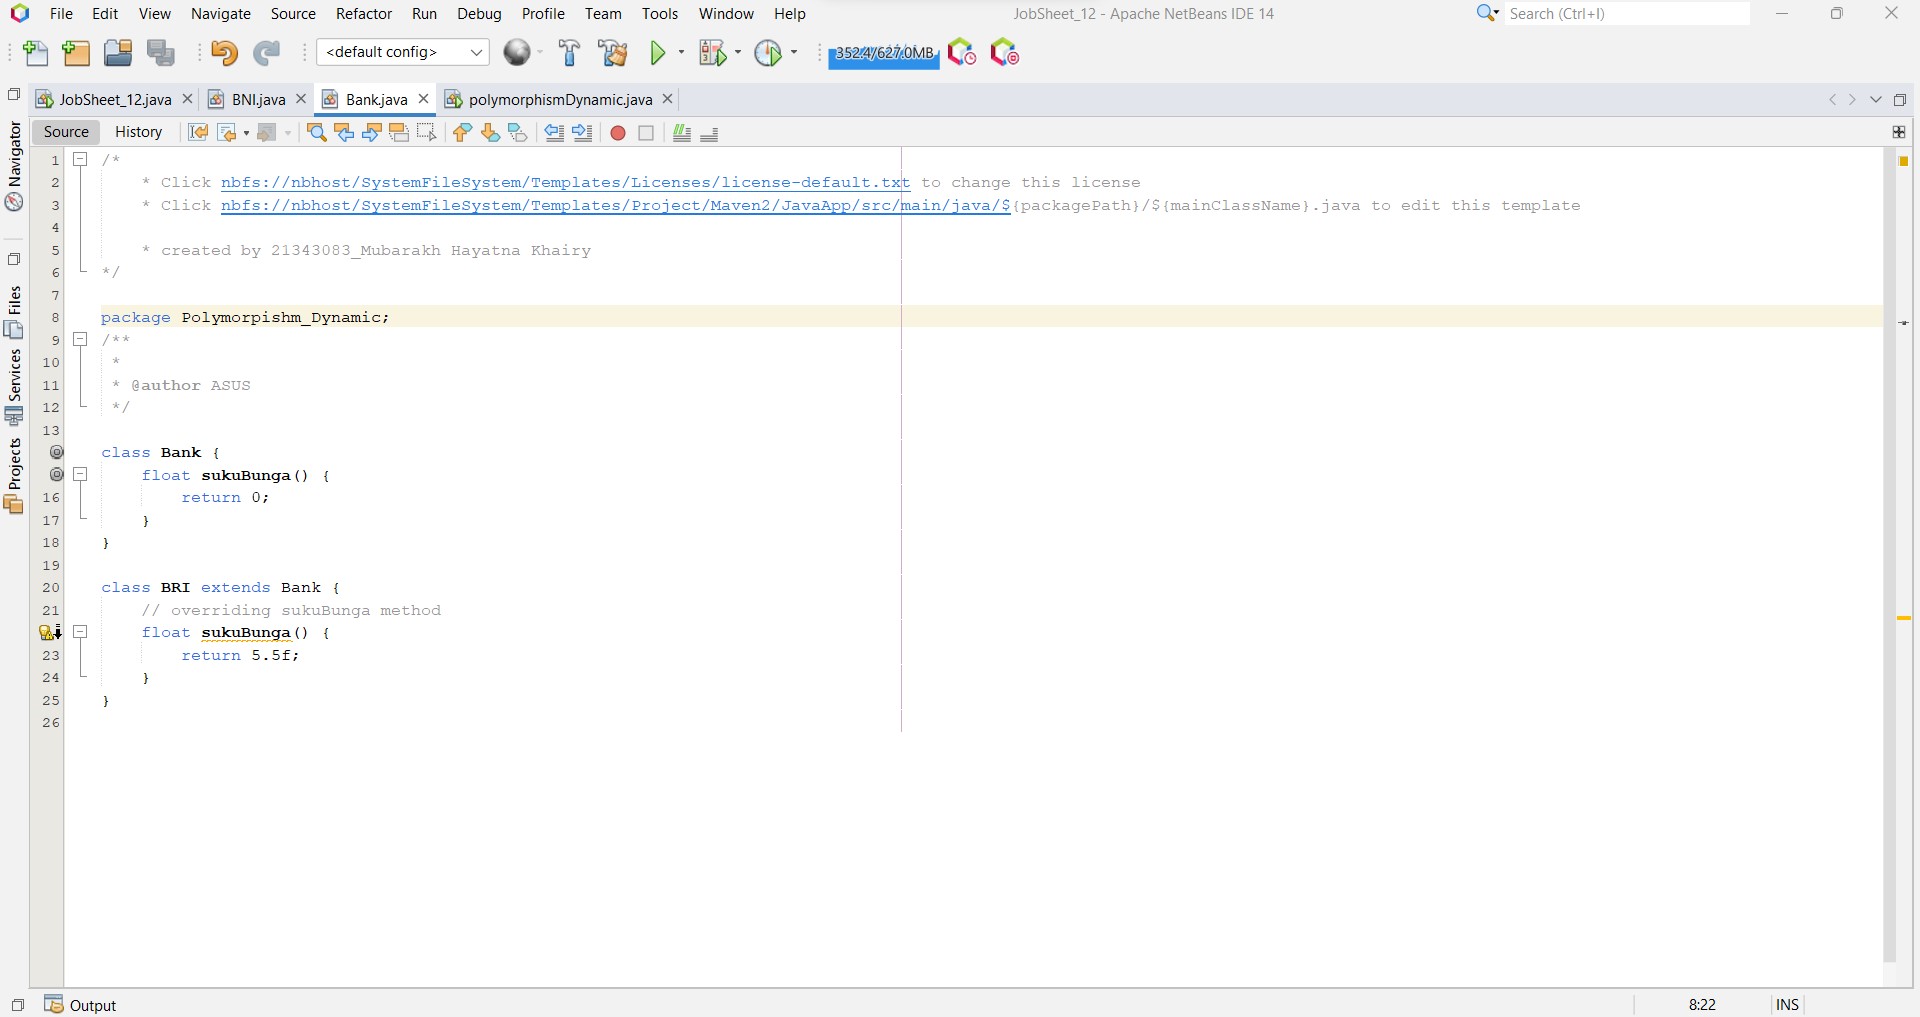 File Edit View Navigate Source Refactor Run Debug Profile Team Tools Window Help
JobSheet_12 - Apache NetBeans IDE 14
Search (Ctrl+I)
<default config>
352.4/627.0MB
JobSheet_12.java
BNI.java
Bank.java
polymorphismDynamic.java
Source History
Navigator
Files
Services
Projects
1 /*
2 * Click nbfs://nbhost/SystemFileSystem/Templates/Licenses/license-default.txt to change this license
3 * Click nbfs://nbhost/SystemFileSystem/Templates/Project/Maven2/JavaApp/src/main/java/${packagePath}/${mainClassName}.java to edit this template
4
5 * created by 21343083_Mubarakh Hayatna Khairy
6 */
7
8 package Polymorpishm_Dynamic;
9 /**
10 *
11 * @author ASUS
12 */
13
class Bank {
float sukuBunga() {
16 return 0;
17 }
18 }
19
20 class BRI extends Bank {
21 // overriding sukuBunga method
float sukuBunga() {
23 return 5.5f;
24 }
25 }
26
Output
8:22
INS